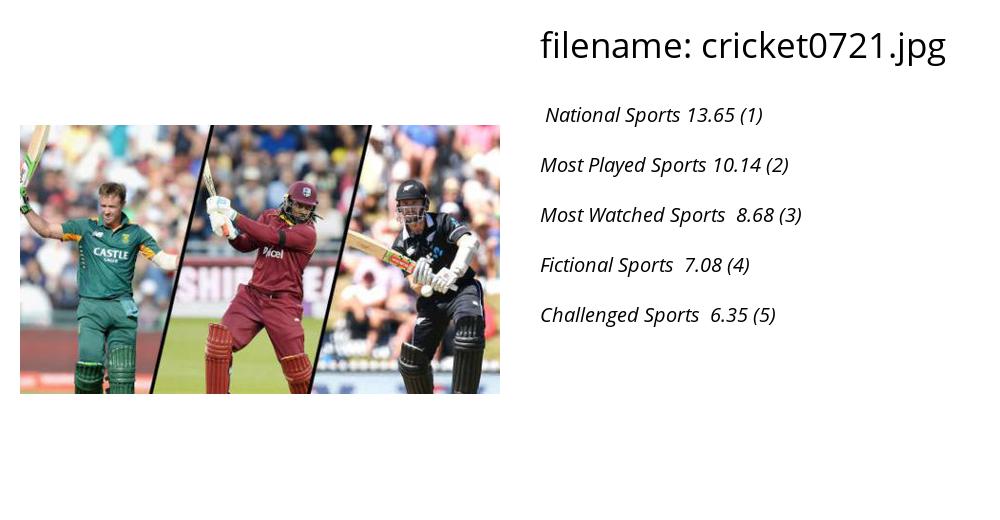 filename: cricket0721.jpg
National Sports 13.65 (1)
Most Played Sports 10.14 (2)
Most Watched Sports 8.68 (3)
Fictional Sports 7.08 (4)
Challenged Sports 6.35 (5)
CASTLE
SHIP